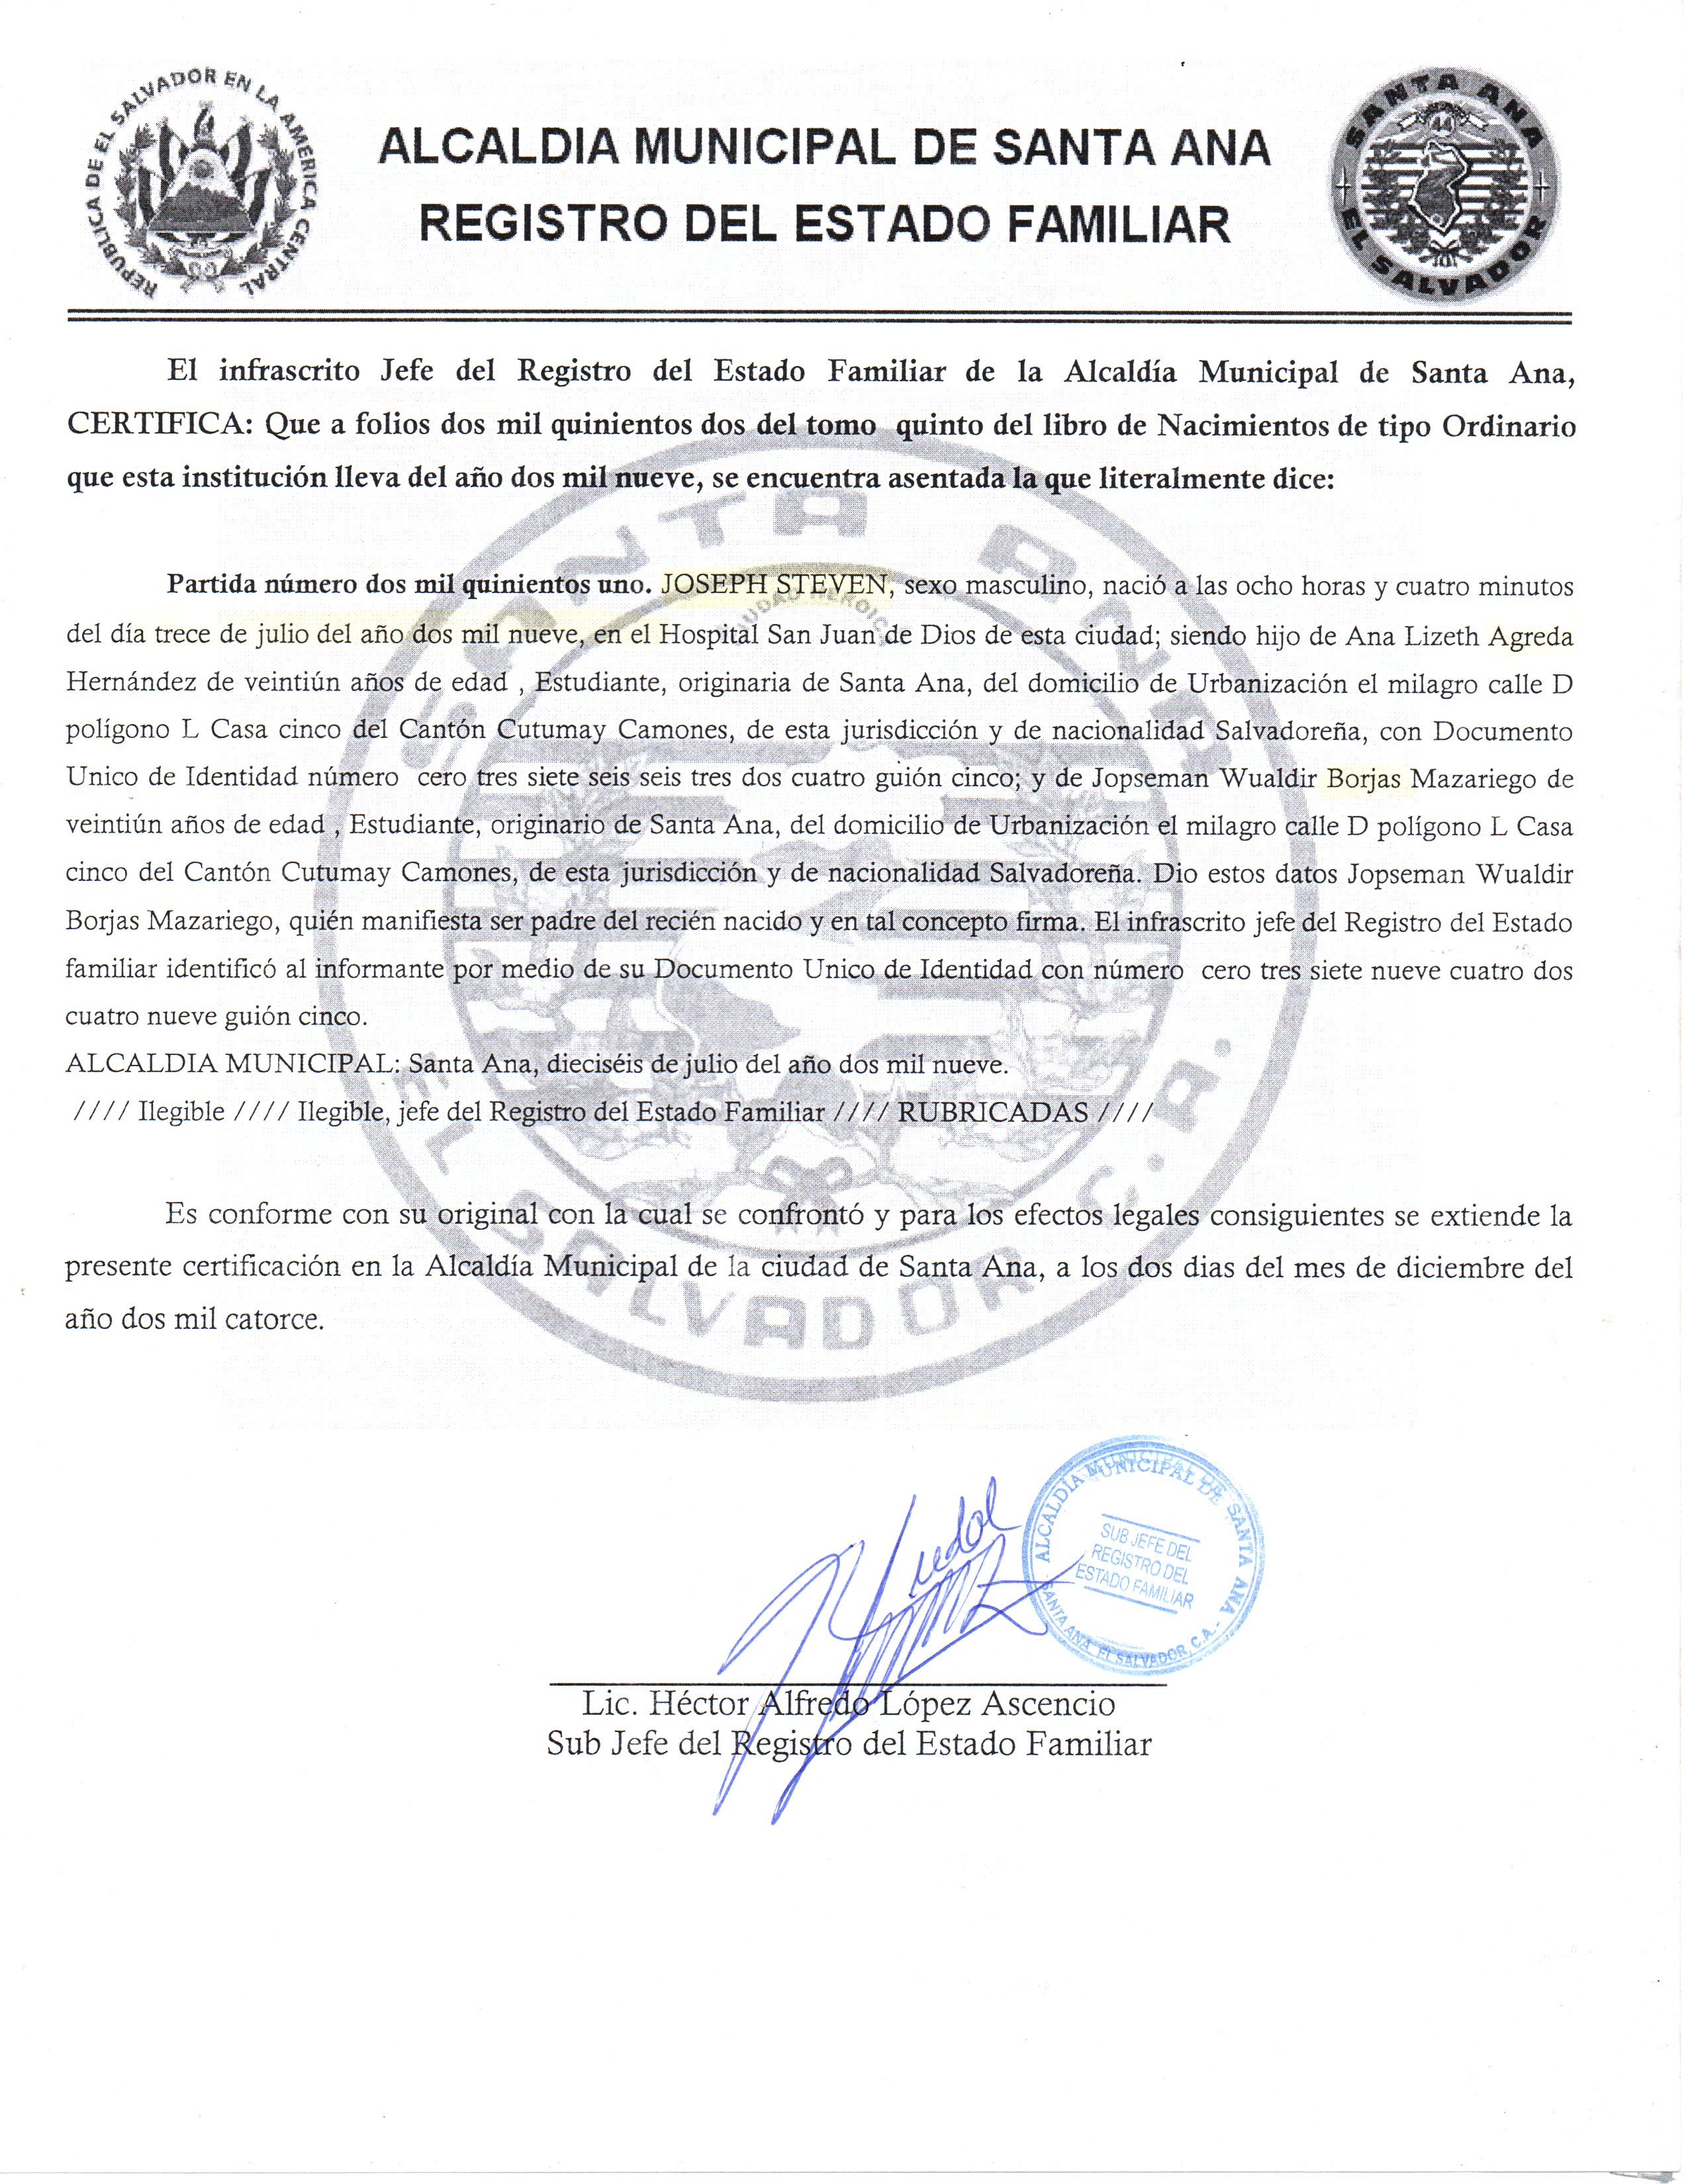 REPUBLICA DE EL SALVADOR EN LA AMERICA CENTRAL
SANTA ANA
44
EL SALVADOR
ALCALDIA MUNICIPAL DE SANTA ANA
REGISTRO DEL ESTADO FAMILIAR
El infrascrito Jefe del Registro del Estado Familiar de la Alcaldía Municipal de Santa Ana,
CERTIFICA: Que a folios dos mil quinientos dos del tomo quinto del libro de Nacimientos de tipo Ordinario
que esta institución lleva del año dos mil nueve, se encuentra asentada la que literalmente dice:
Partida número dos mil quinientos uno. JOSEPH STEVEN, sexo masculino, nació a las ocho horas y cuatro minutos
del día trece de julio del año dos mil nueve, en el Hospital San Juan de Dios de esta ciudad; siendo hijo de Ana Lizeth Agreda
Hernández de veintiún años de edad , Estudiante, originaria de Santa Ana, del domicilio de Urbanización el milagro calle D
polígono L Casa cinco del Cantón Cutumay Camones, de esta jurisdicción y de nacionalidad Salvadoreña, con Documento
Unico de Identidad número cero tres siete seis seis tres dos cuatro guión cinco; y de Jopseman Wualdir Borjas Mazariego de
veintiún años de edad , Estudiante, originario de Santa Ana, del domicilio de Urbanización el milagro calle D polígono L Casa
cinco del Cantón Cutumay Camones, de esta jurisdicción y de nacionalidad Salvadoreña. Dio estos datos Jopseman Wualdir
Borjas Mazariego, quién manifiesta ser padre del recién nacido y en tal concepto firma. El infrascrito jefe del Registro del Estado
familiar identificó al informante por medio de su Documento Unico de Identidad con número cero tres siete nueve cuatro dos
cuatro nueve guión cinco.
ALCALDIA MUNICIPAL: Santa Ana, dieciséis de julio del año dos mil nueve.
//// Ilegible //// Ilegible, jefe del Registro del Estado Familiar //// RUBRICADAS ////
Es conforme con su original con la cual se confrontó y para los efectos legales consiguientes se extiende la
presente certificación en la Alcaldía Municipal de la ciudad de Santa Ana, a los dos dias del mes de diciembre del
año dos mil catorce.
SANTA ANA
CIUDAD HEROICA
EL SALVADOR C.A.
ALCALDÍA MUNICIPAL DE SANTA ANA
SUB JEFE DEL
REGISTRO DEL
ESTADO FAMILIAR
SANTA ANA EL SALVADOR C.A.
Lic. Héctor Alfredo López Ascencio
Sub Jefe del Registro del Estado Familiar